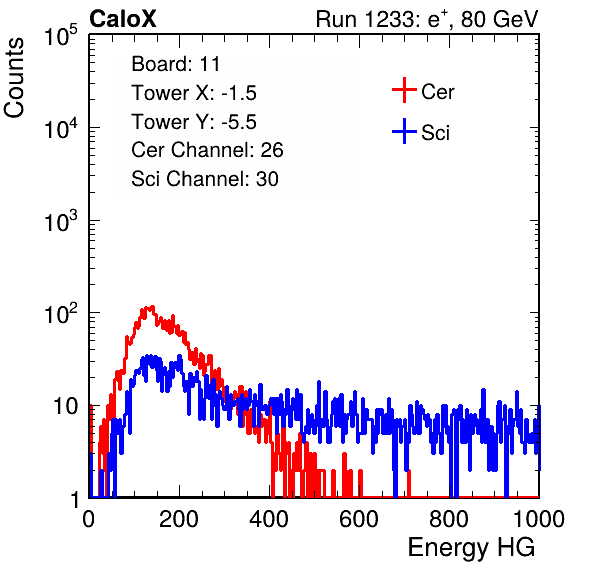 CaloX Run 1233: e⁺, 80 GeV
Counts
Board: 11
Tower X: -1.5
Tower Y: -5.5
Cer Channel: 26
Sci Channel: 30
Cer
Sci
10⁵
10⁴
10³
10²
10
1
0 200 400 600 800 1000
Energy HG